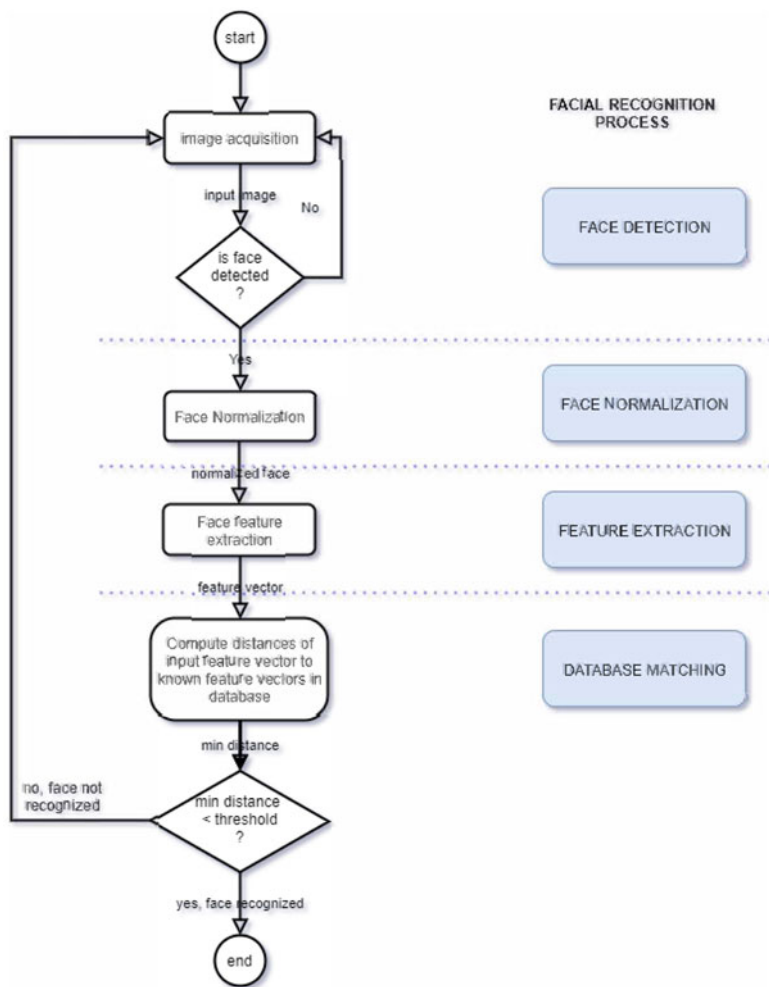 start
FACIAL RECOGNITION
PROCESS
image acquisition
input image
No
FACE DETECTION
is face
detected
?
Yes
Face Normalization
FACE NORMALIZATION
normalized face
Face feature
extraction
FEATURE EXTRACTION
feature vector
Compute distances of
input feature vector to
known feature vectors in
database
DATABASE MATCHING
min distance
no, face not
recognized
min distance
< threshold
?
yes, face recognized
end